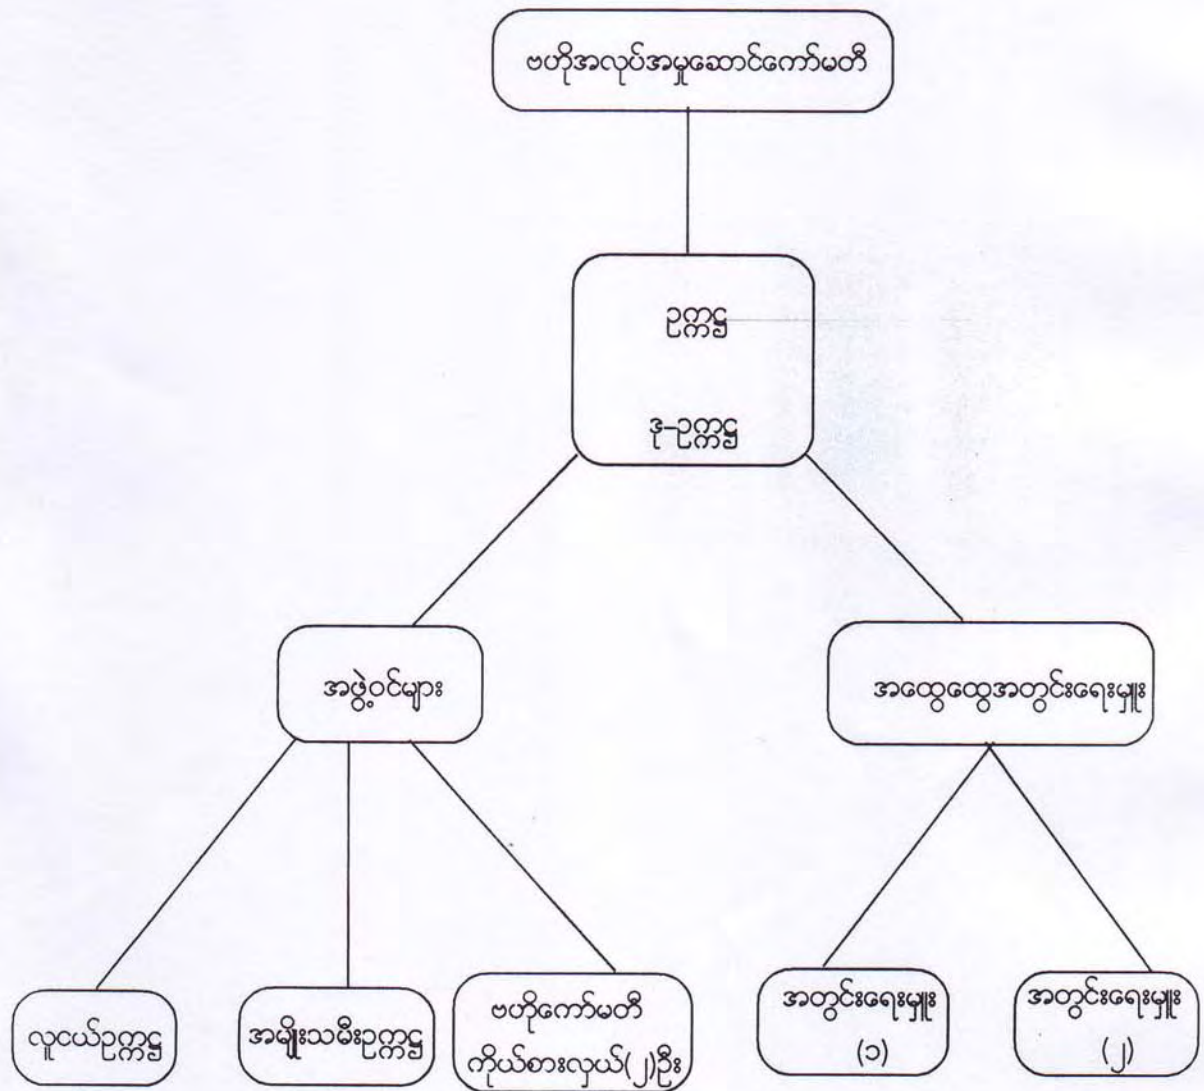 ဗဟိုအလုပ်အမှုဆောင်ကော်မတီ
ဥက္ကဋ္ဌ
ဒု-ဥက္ကဋ္ဌ
အဖွဲ့ဝင်များ
အထွေထွေအတွင်းရေးမှူး
လူငယ်ဥက္ကဋ္ဌ
အမျိုးသမီးဥက္ကဋ္ဌ
ဗဟိုကော်မတီ
ကိုယ်စားလှယ်(၂)ဦး
အတွင်းရေးမှူး
(၁)
အတွင်းရေးမှူး
(၂)